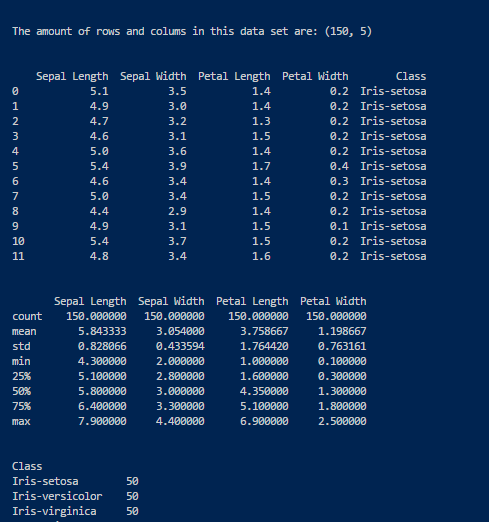 The amount of rows and colums in this data set are: (150, 5)
Sepal Length Sepal Width Petal Length Petal Width Class
0 5.1 3.5 1.4 0.2 Iris-setosa
1 4.9 3.0 1.4 0.2 Iris-setosa
2 4.7 3.2 1.3 0.2 Iris-setosa
3 4.6 3.1 1.5 0.2 Iris-setosa
4 5.0 3.6 1.4 0.2 Iris-setosa
5 5.4 3.9 1.7 0.4 Iris-setosa
6 4.6 3.4 1.4 0.3 Iris-setosa
7 5.0 3.4 1.5 0.2 Iris-setosa
8 4.4 2.9 1.4 0.2 Iris-setosa
9 4.9 3.1 1.5 0.1 Iris-setosa
10 5.4 3.7 1.5 0.2 Iris-setosa
11 4.8 3.4 1.6 0.2 Iris-setosa
Sepal Length Sepal Width Petal Length Petal Width
count 150.000000 150.000000 150.000000 150.000000
mean 5.843333 3.054000 3.758667 1.198667
std 0.828066 0.433594 1.764420 0.763161
min 4.300000 2.000000 1.000000 0.100000
25% 5.100000 2.800000 1.600000 0.300000
50% 5.800000 3.000000 4.350000 1.300000
75% 6.400000 3.300000 5.100000 1.800000
max 7.900000 4.400000 6.900000 2.500000
Class
Iris-setosa 50
Iris-versicolor 50
Iris-virginica 50